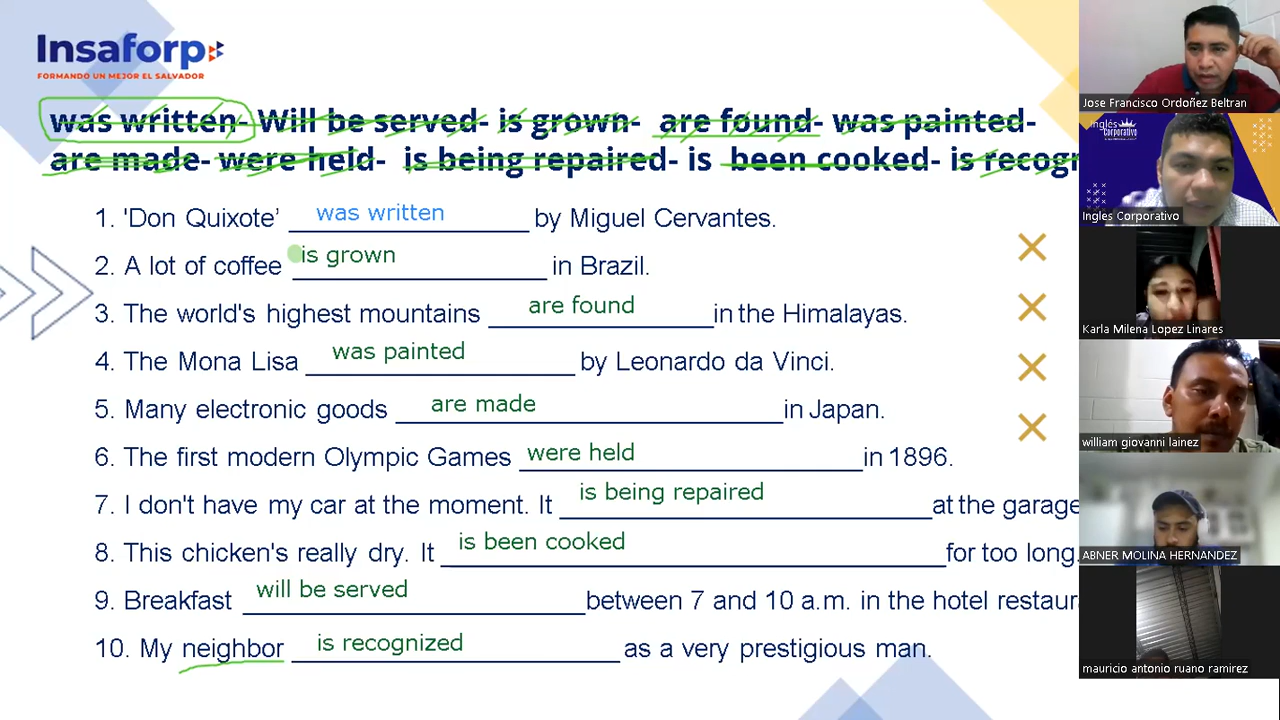 Insaforp
FORMANDO UN MEJOR EL SALVADOR
was written- Will be served- is grown- are found- was painted-
are made- were held- is being repaired- is been cooked- is recogn
1. 'Don Quixote’ was written by Miguel Cervantes.
2. A lot of coffee is grown in Brazil.
3. The world's highest mountains are found in the Himalayas.
4. The Mona Lisa was painted by Leonardo da Vinci.
5. Many electronic goods are made in Japan.
6. The first modern Olympic Games were held in 1896.
7. I don't have my car at the moment. It is being repaired at the garage
8. This chicken's really dry. It is been cooked for too long.
9. Breakfast will be served between 7 and 10 a.m. in the hotel restaur
10. My neighbor is recognized as a very prestigious man.
Jose Francisco Ordoñez Beltran
Inglés
Corporativo
Ingles Corporativo
Karla Milena Lopez Linares
william giovanni lainez
ABNER MOLINA HERNANDEZ
mauricio antonio ruano ramirez